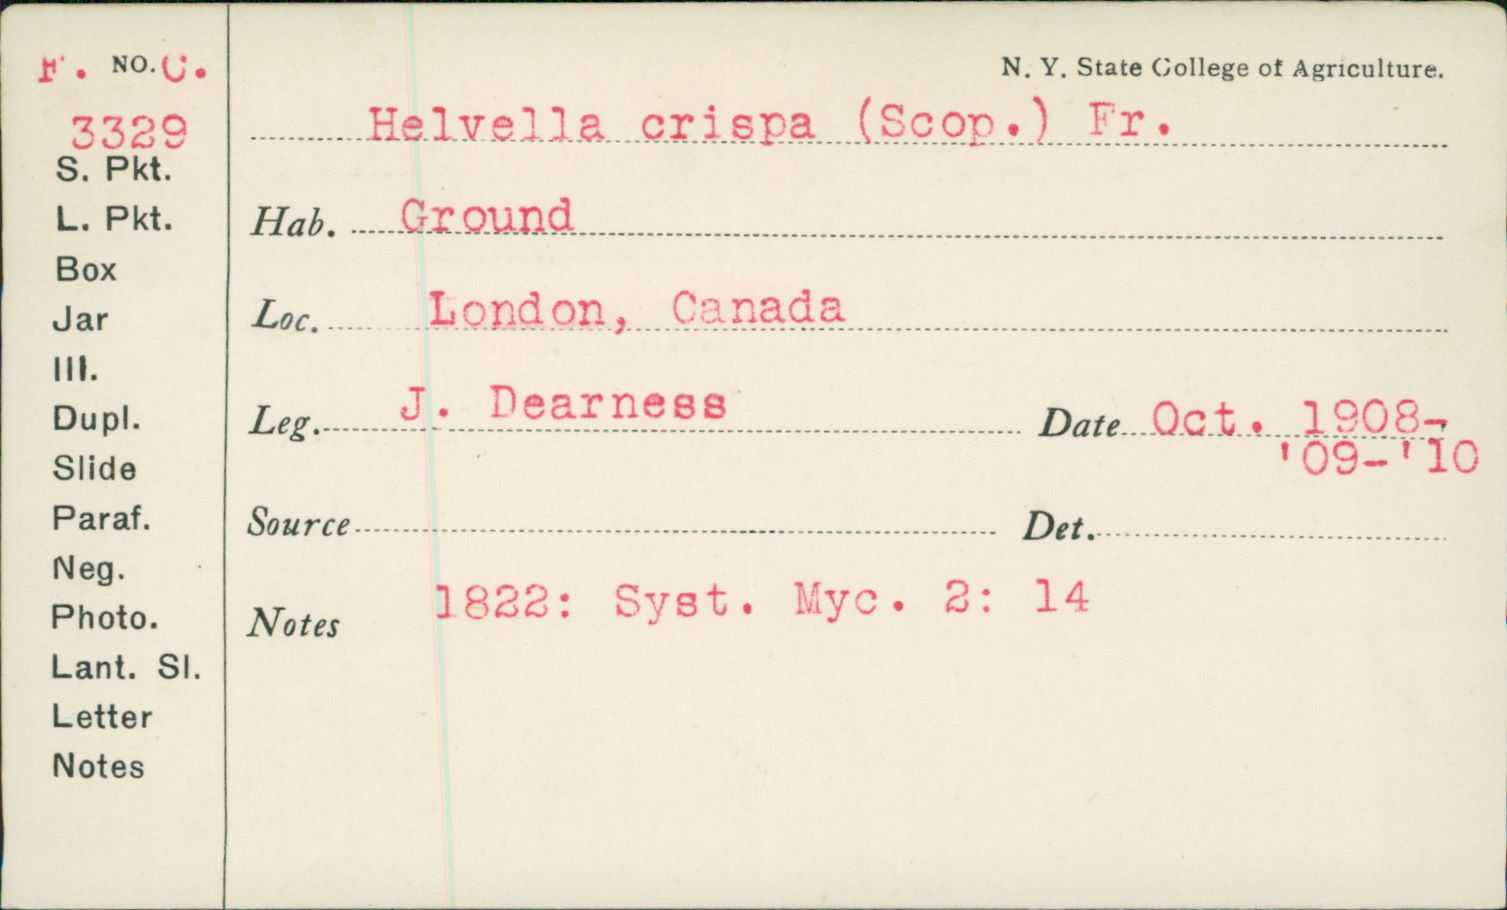 F. NO. C.
3329
S. Pkt.
L. Pkt.
Box
Jar
Ill.
Dupl.
Slide
Paraf.
Neg.
Photo.
Lant. Sl.
Letter
Notes
N. Y. State College of Agriculture.
Helvella crispa (Scop.) Fr.
Hab. Ground
Loc. London, Canada
Leg. J. Dearness Date Oct. 1908-
'09-'10
Source Det.
Notes 1822: Syst. Myc. 2: 14